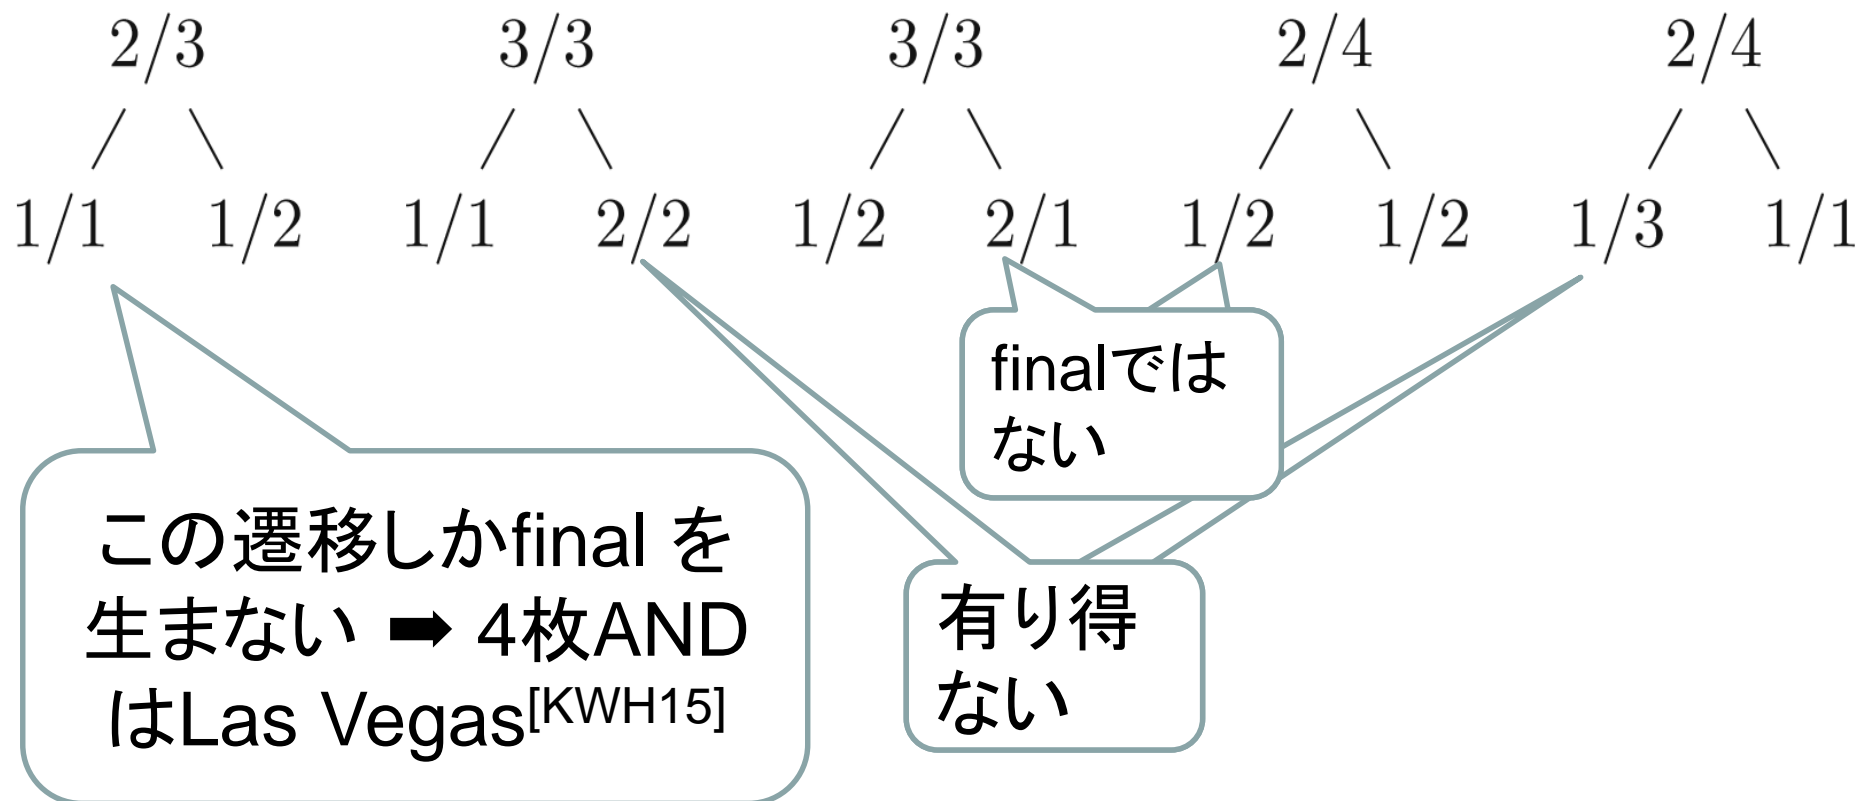 2/3 3/3 3/3 2/4 2/4
1/1 1/2 1/1 2/2 1/2 2/1 1/2 1/2 1/3 1/1
finalでは
ない
この遷移しかfinal を
生まない ➡ 4枚AND
はLas Vegas[KWH15]
有り得
ない